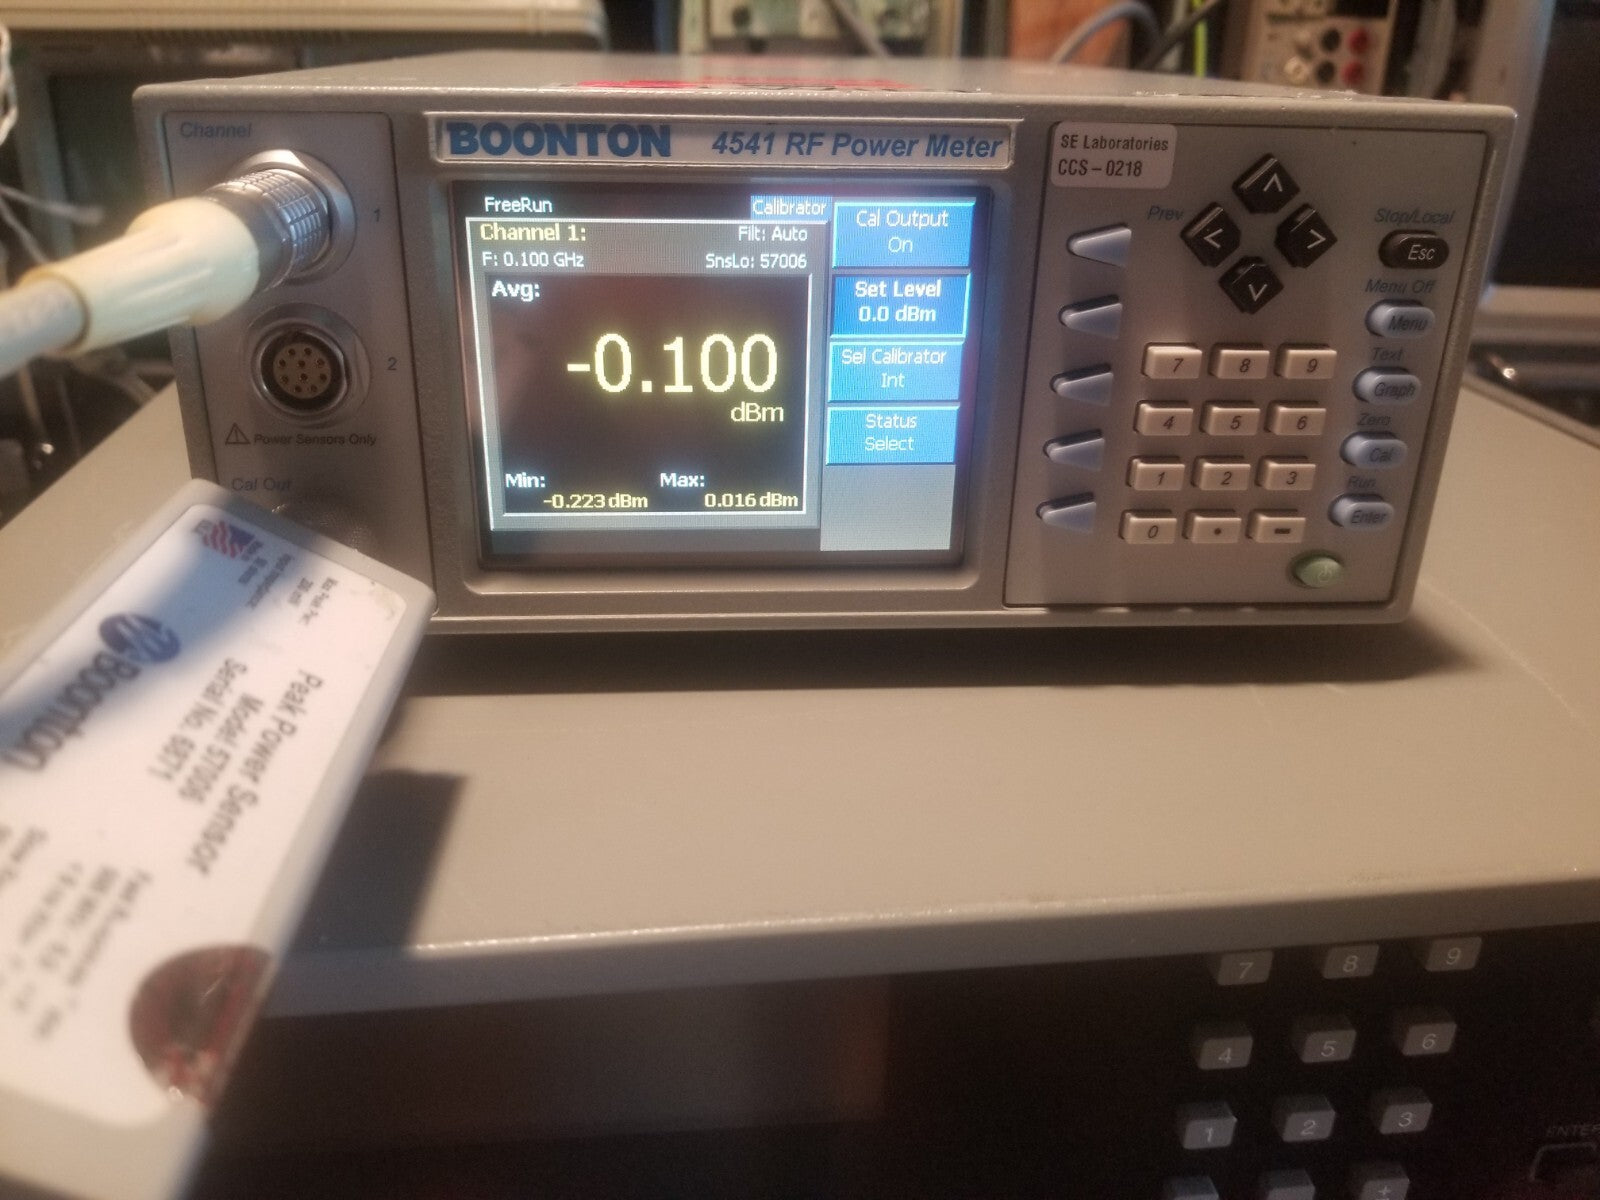 Channel
1
2
Power Sensors Only
Cal Out
BOONTON 4541 RF Power Meter
FreeRun
Calibrator
Channel 1:
Filt: Auto
F: 0.100 GHz
SnsLo: 57006
Avg:
-0.100
dBm
Min:
Max:
-0.223 dBm
0.016 dBm
Cal Output
On
Set Level
0.0 dBm
Sel Calibrator
Int
Status
Select
SE Laboratories
CCS-0218
Prev
Stop/Local
Esc
Menu Off
Menu
Text
Graph
Zero
Cal
Run
Enter
7 8 9
4 5 6
1 2 3
0 . -
BOONTON
Peak Power Sensor
Model 57006
Serial No. 6871
7 8 9
4 5 6
1 2 3
ENTER